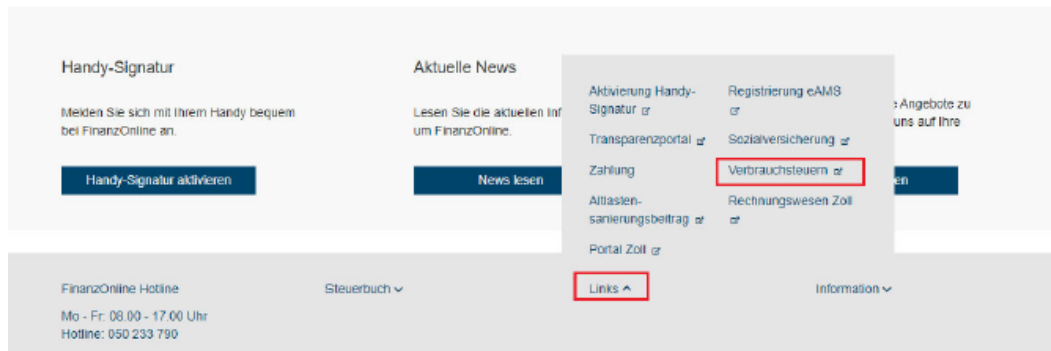 Handy-Signatur
Melden Sie sich mit Ihrem Handy bequem
bei FinanzOnline an.
Handy-Signatur aktivieren
Aktuelle News
Lesen Sie die aktuellen Inf
um FinanzOnline.
News lesen
Aktivierung Handy-
Signatur
Transparenzportal
Zahlung
Altlasten-
sanierungsbeitrag
Portal Zoll
Registrierung eAMS
Sozialversicherung
Verbrauchsteuern
Rechnungswesen Zoll
e Angebote zu
uns auf Ihre
en
FinanzOnline Hotline
Mo - Fr: 08.00 - 17.00 Uhr
Hotline: 050 233 790
Steuerbuch
Links
Information